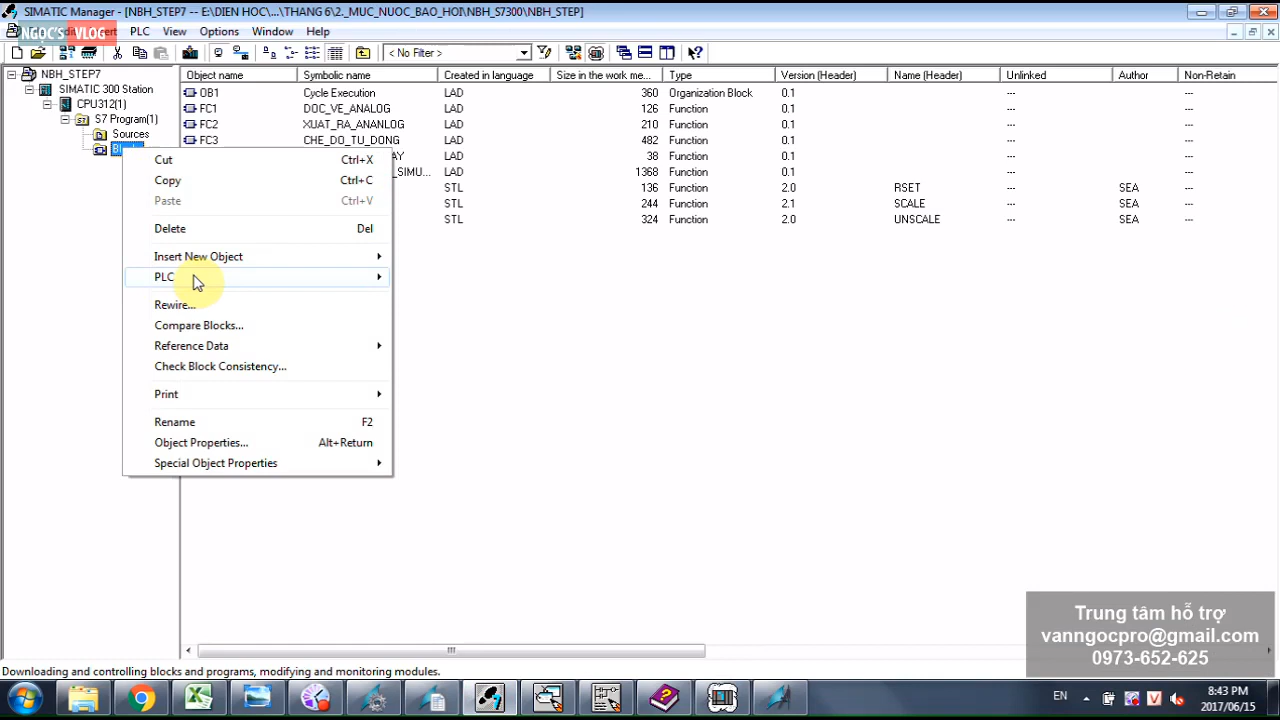 SIMATIC Manager - [NBH_STEP7 -- E:\DIEN HOC\...\THANG 6\2._MUC_NUOC_BAO_HOI\NBH_S7300\NBH_STEP]
NGỌC'S VLOG
PLC View Options Window Help
< No Filter >
NBH_STEP7
SIMATIC 300 Station
CPU312(1)
S7 Program(1)
Sources
Object name Symbolic name Created in language Size in the work me... Type Version (Header) Name (Header) Unlinked Author Non-Retain
OB1 Cycle Execution LAD 360 Organization Block 0.1 --- ---
FC1 DOC_VE_ANALOG LAD 126 Function 0.1 --- ---
FC2 XUAT_RA_ANANLOG LAD 210 Function 0.1 --- ---
FC3 CHE_DO_TU_DONG LAD 482 Function 0.1 --- ---
AY LAD 38 Function 0.1 --- ---
_SIMU... LAD 1368 Function 0.1 --- ---
STL 136 Function 2.0 RSET --- SEA ---
STL 244 Function 2.1 SCALE --- SEA ---
STL 324 Function 2.0 UNSCALE --- SEA ---
Cut Ctrl+X
Copy Ctrl+C
Paste Ctrl+V
Delete Del
Insert New Object
PLC
Rewire...
Compare Blocks...
Reference Data
Check Block Consistency...
Print
Rename F2
Object Properties... Alt+Return
Special Object Properties
Trung tâm hỗ trợ
vanngocpro@gmail.com
0973-652-625
Downloading and controlling blocks and programs, modifying and monitoring modules.
EN
8:43 PM
2017/06/15